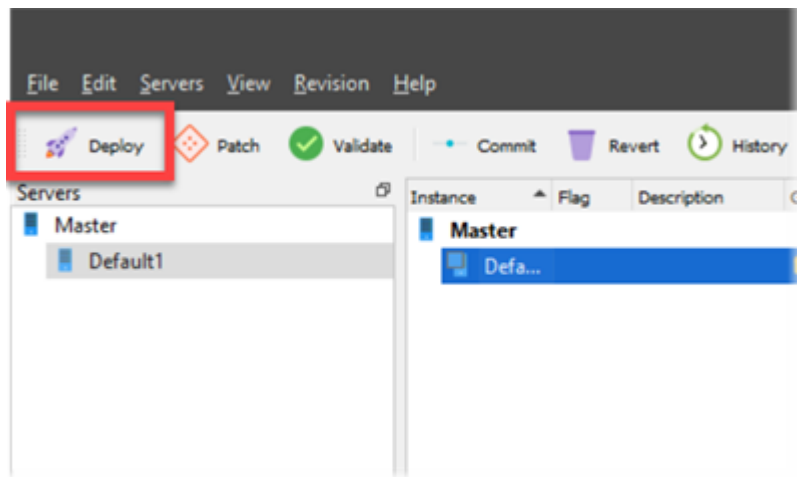 File Edit Servers View Revision Help
Deploy Patch Validate Commit Revert History
Servers
Instance Flag Description
Master
Default1
Master
Defa...